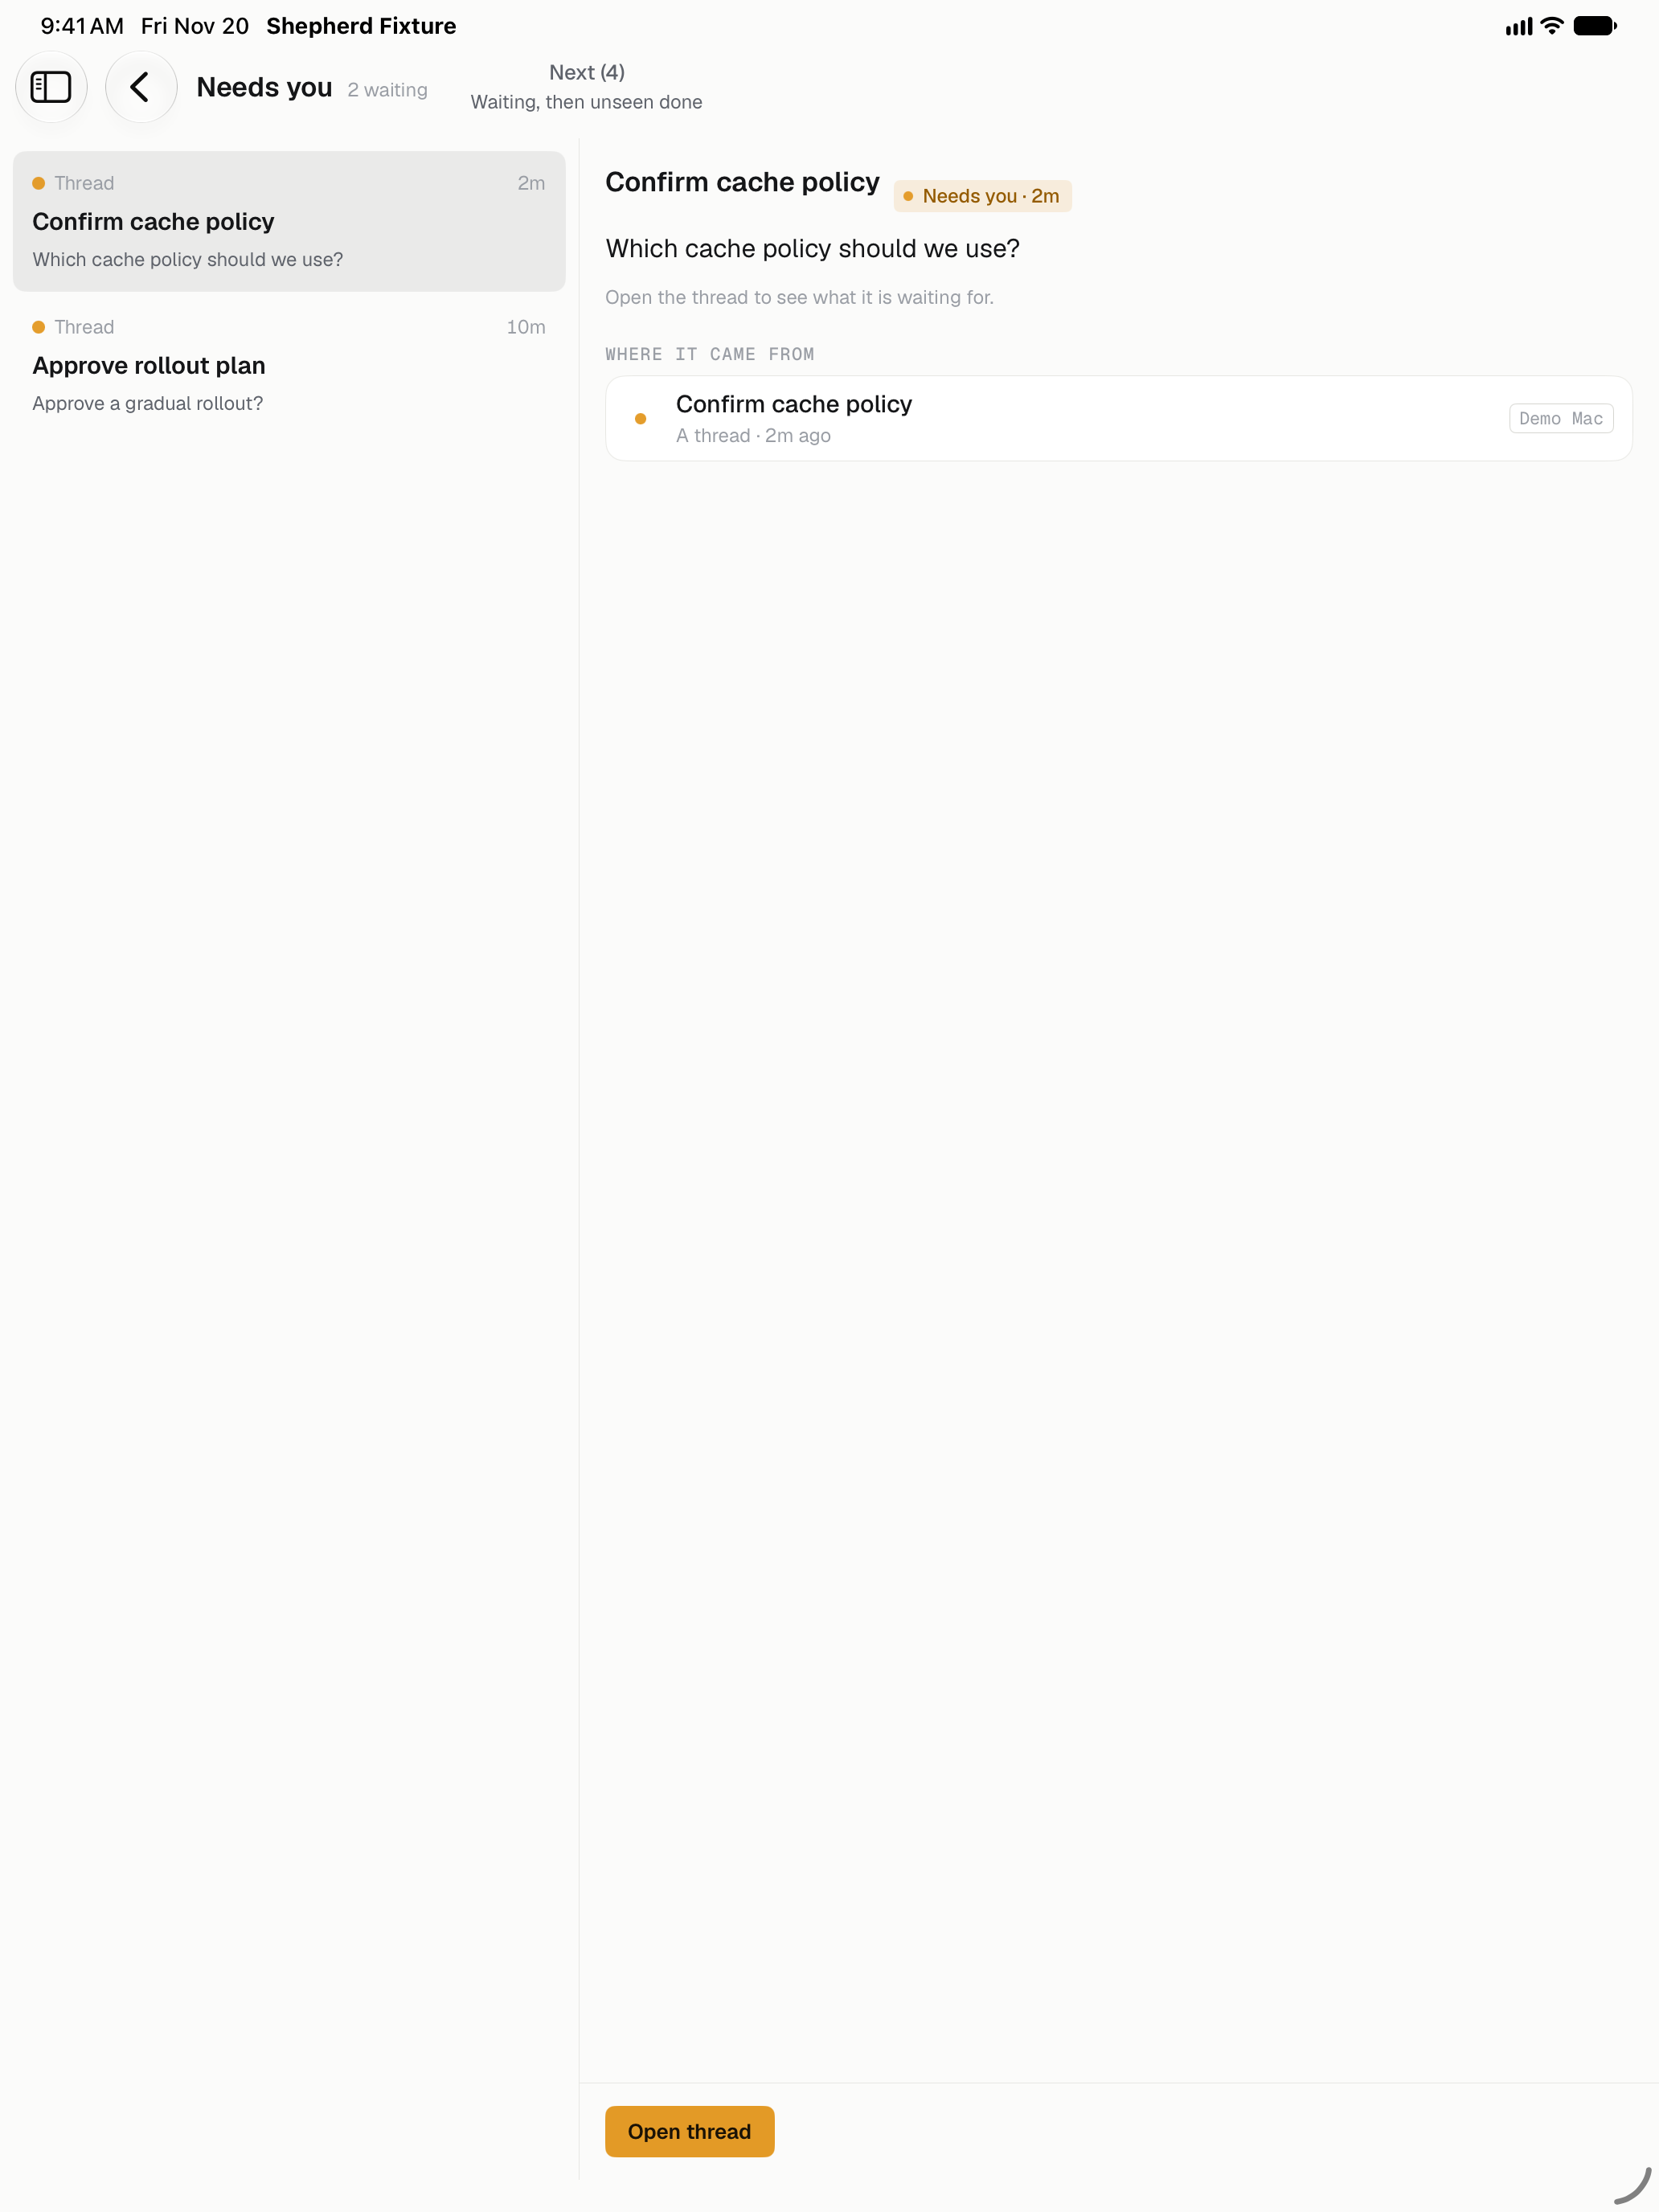 9:41 AM Fri Nov 20 Shepherd Fixture
Needs you 2 waiting
Next (4)
Waiting, then unseen done
Thread 2m
Confirm cache policy
Which cache policy should we use?
Thread 10m
Approve rollout plan
Approve a gradual rollout?
Confirm cache policy
Needs you · 2m
Which cache policy should we use?
Open the thread to see what it is waiting for.
WHERE IT CAME FROM
Confirm cache policy
A thread · 2m ago
Demo Mac
Open thread